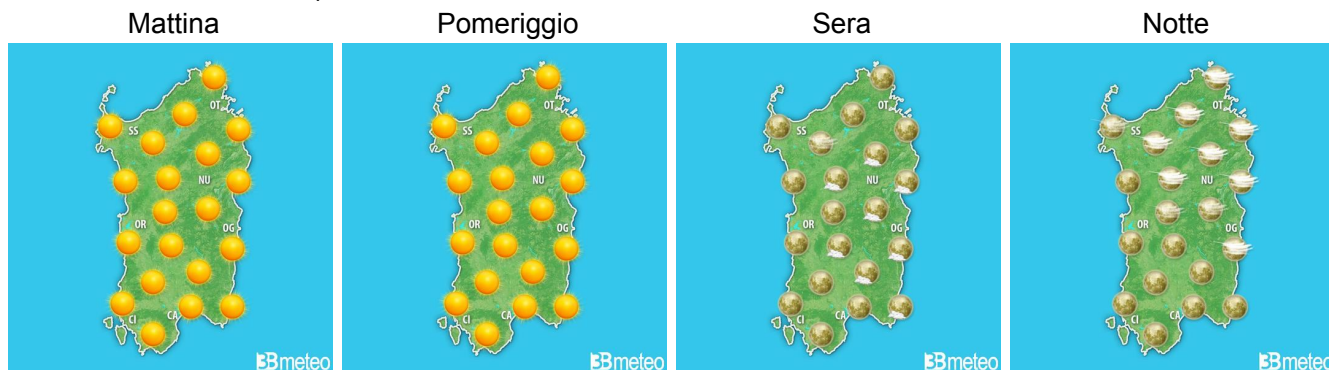 Mattina
Pomeriggio
Sera
Notte
OT
SS
NU
OR
OG
CA
CI
3Bmeteo
OT
SS
NU
OR
OG
CA
CI
3Bmeteo
OT
SS
NU
OR
OG
CA
CI
3Bmeteo
OT
SS
NU
OR
OG
CA
CI
3Bmeteo